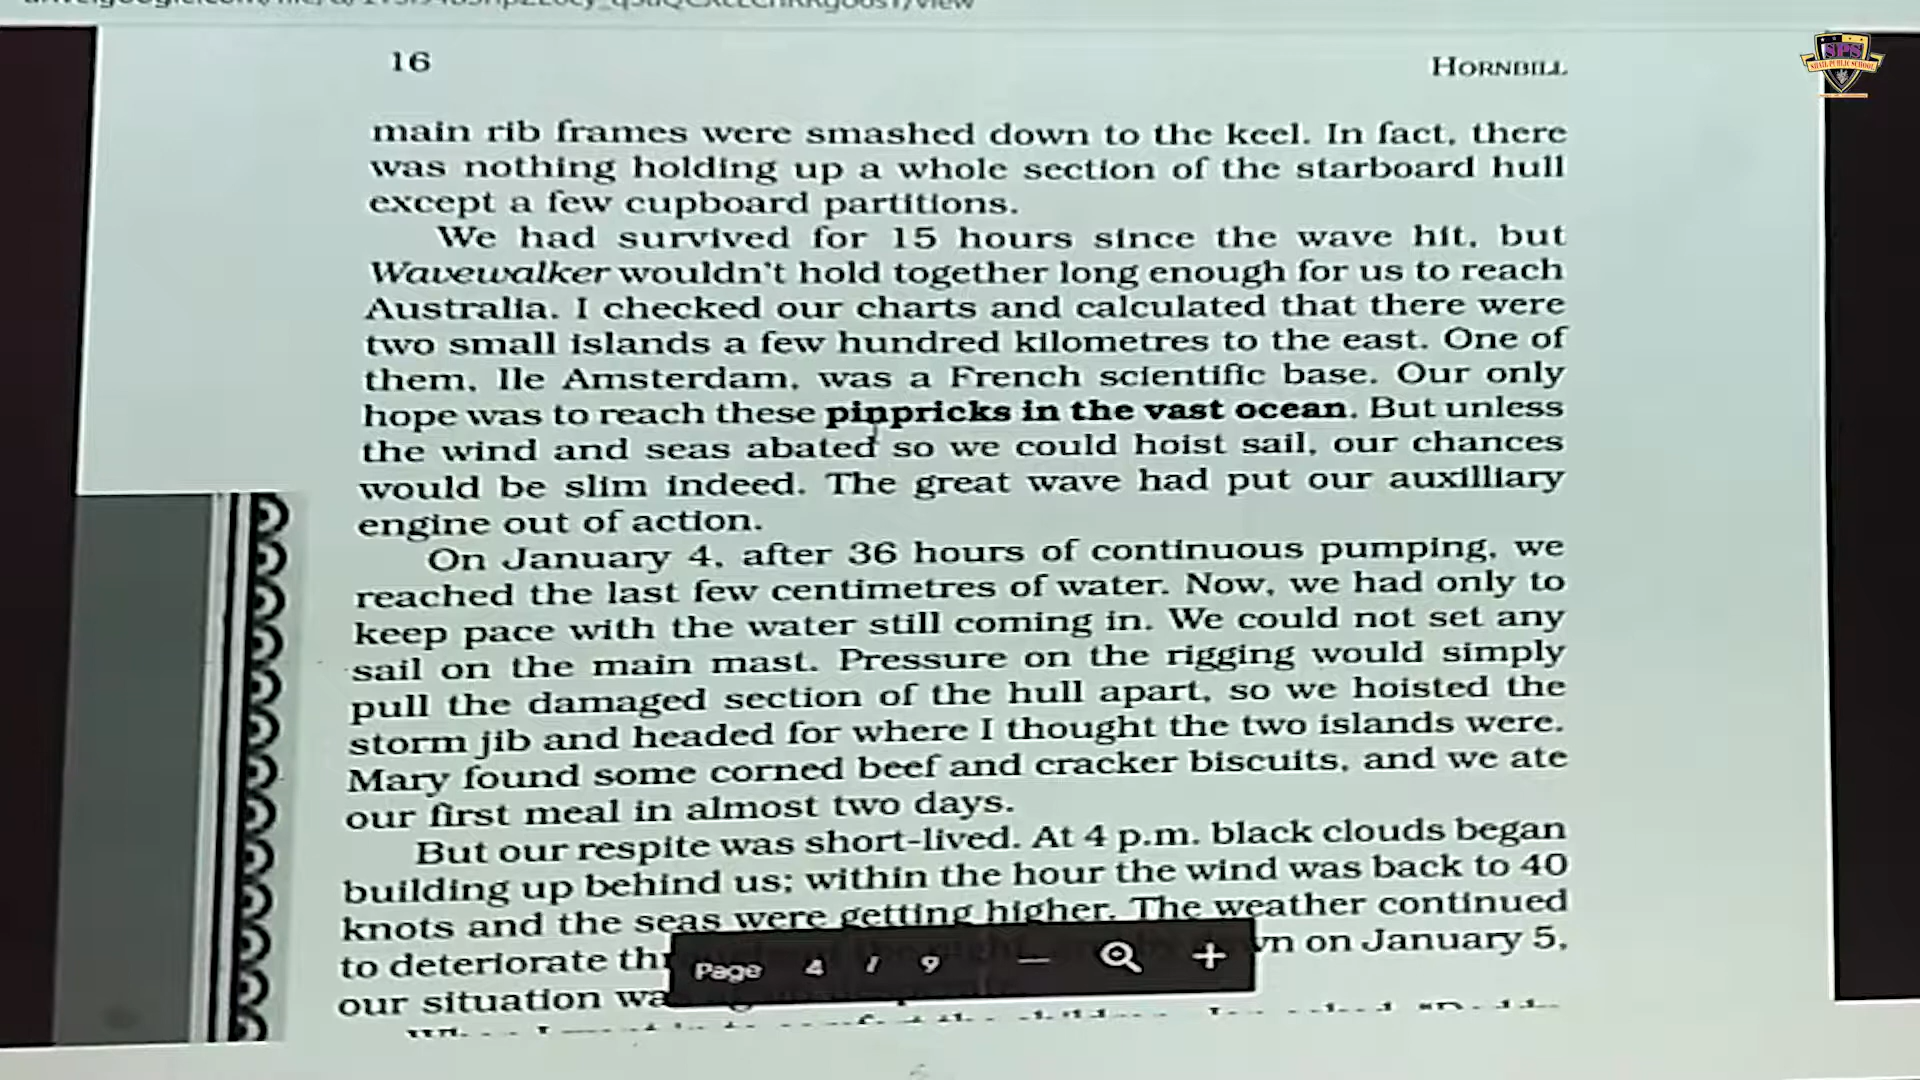 16
HORNBILL
SPS
main rib frames were smashed down to the keel. In fact, there
was nothing holding up a whole section of the starboard hull
except a few cupboard partitions.
We had survived for 15 hours since the wave hit, but
Wavewalker wouldn't hold together long enough for us to reach
Australia. I checked our charts and calculated that there were
two small islands a few hundred kilometres to the east. One of
them, Ile Amsterdam, was a French scientific base. Our only
hope was to reach these pinpricks in the vast ocean. But unless
the wind and seas abated so we could hoist sail, our chances
would be slim indeed. The great wave had put our auxilliary
engine out of action.
On January 4, after 36 hours of continuous pumping, we
reached the last few centimetres of water. Now, we had only to
keep pace with the water still coming in. We could not set any
sail on the main mast. Pressure on the rigging would simply
pull the damaged section of the hull apart, so we hoisted the
storm jib and headed for where I thought the two islands were.
Mary found some corned beef and cracker biscuits, and we ate
our first meal in almost two days.
But our respite was short-lived. At 4 p.m. black clouds began
building up behind us; within the hour the wind was back to 40
knots and the seas were getting higher. The weather continued
to deteriorate on January 5,
our situation
Page 4 / 9